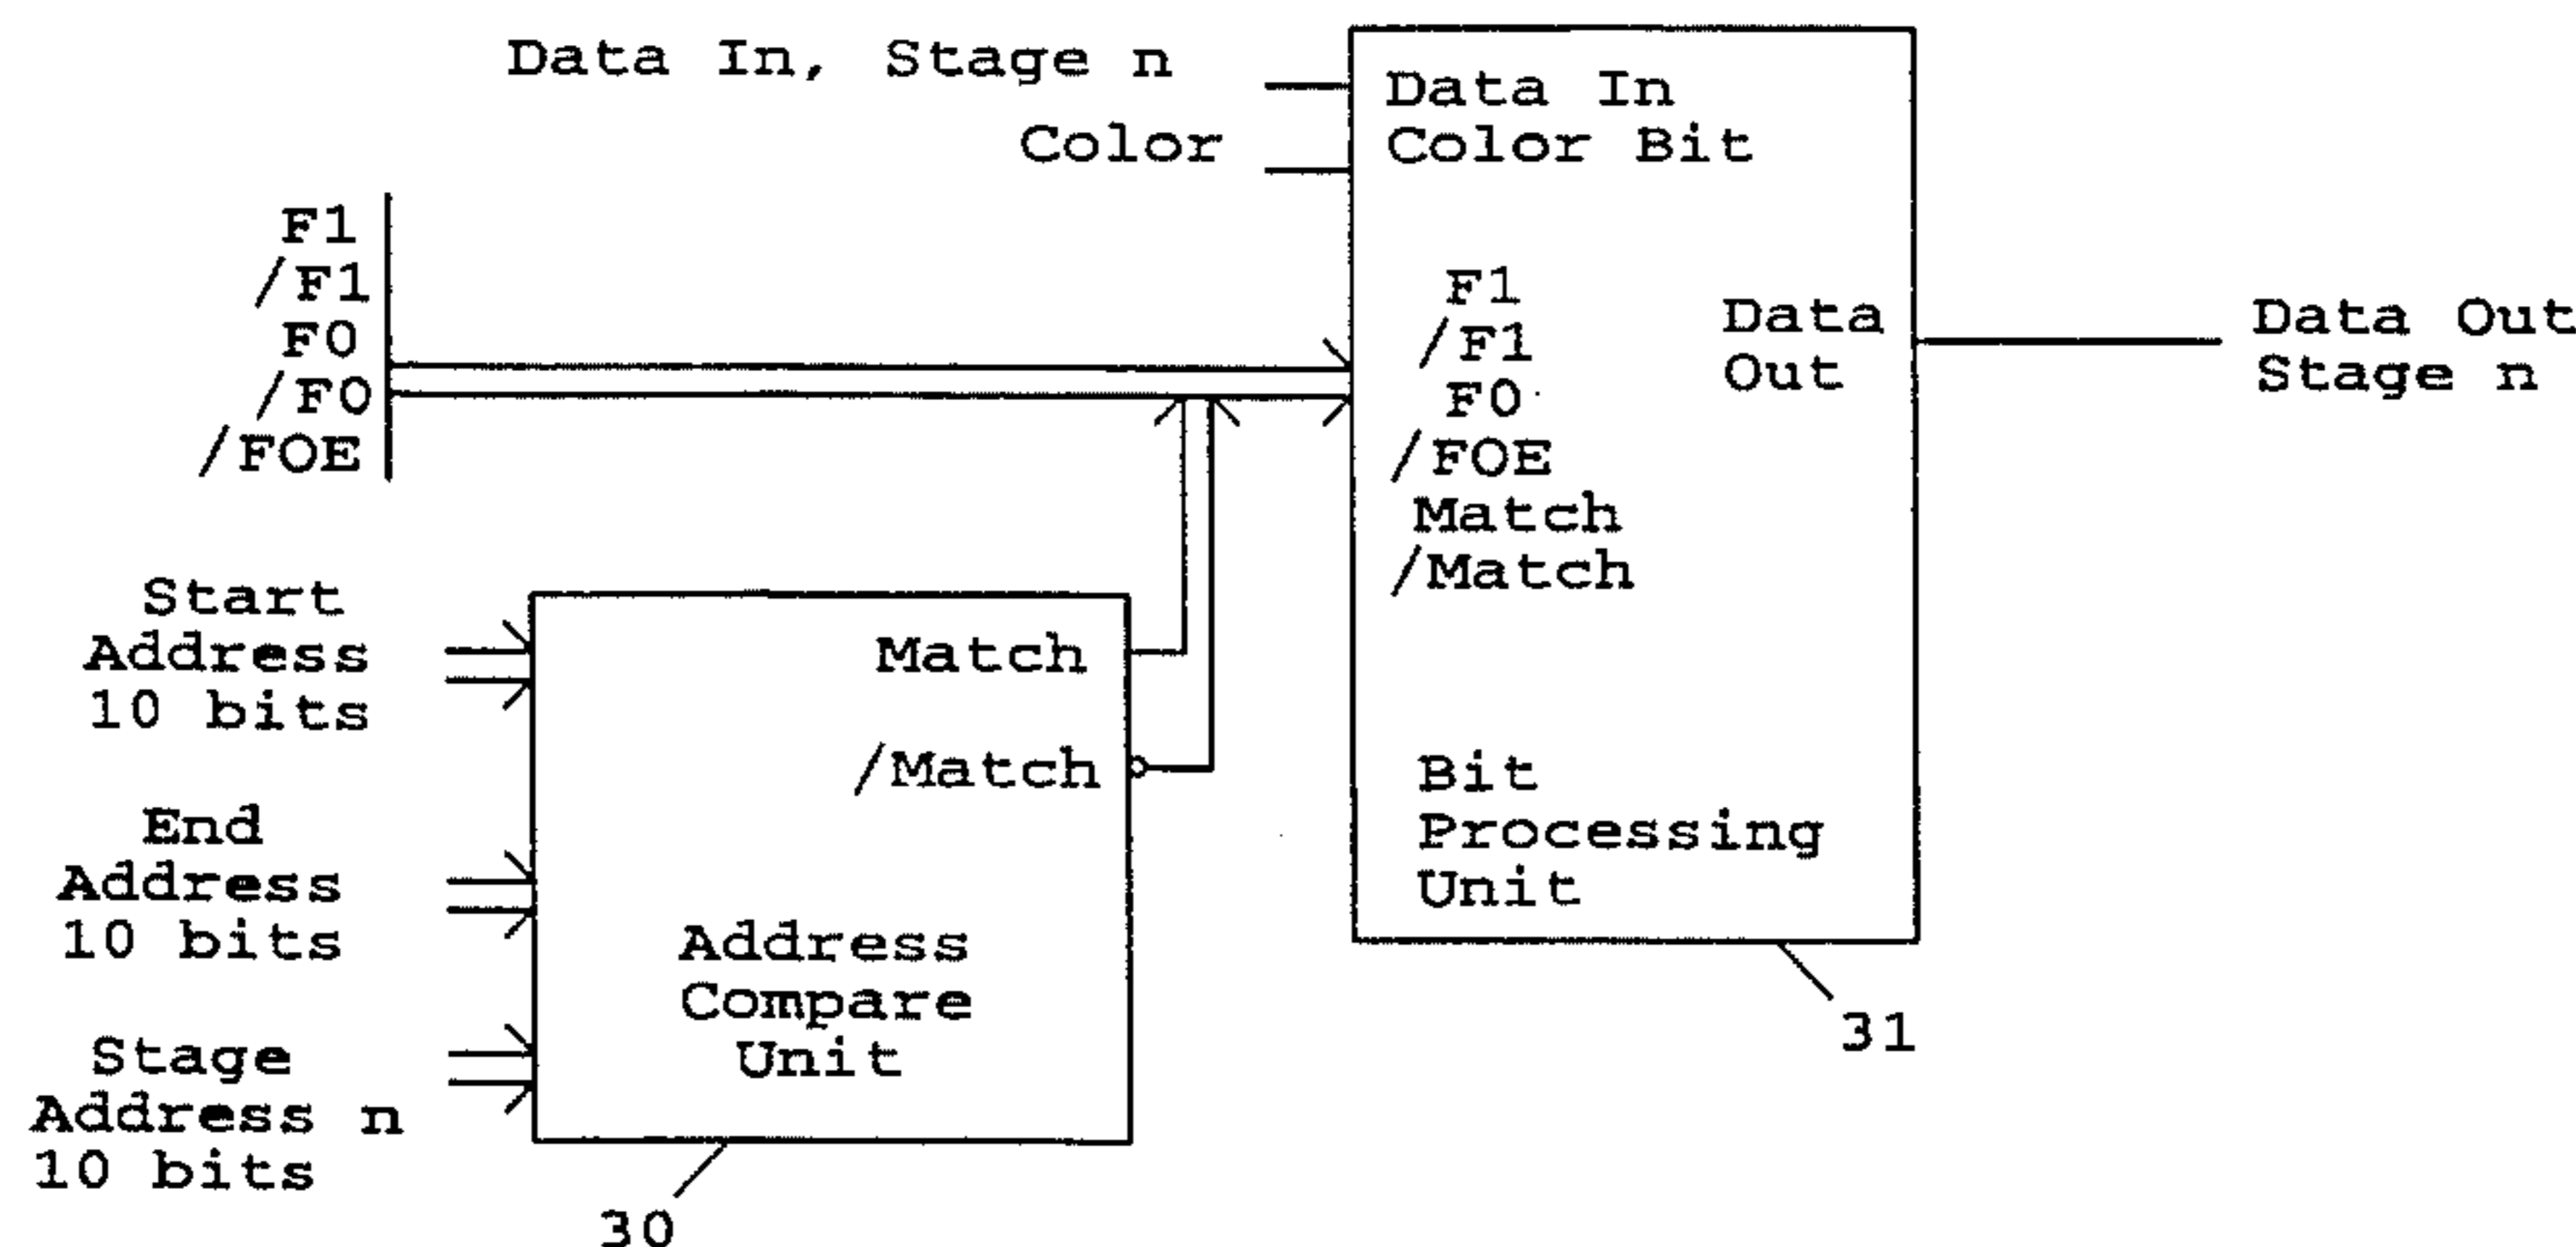 Data In, Stage n
Color
F1
/F1
F0
/F0
/FOE
Data In
Color Bit
F1
/F1
F0
/FOE
Match
/Match
Data
Out
Bit
Processing
Unit
31
Data Out
Stage n
Start
Address
10 bits
End
Address
10 bits
Stage
Address n
10 bits
Match
/Match
Address
Compare
Unit
30